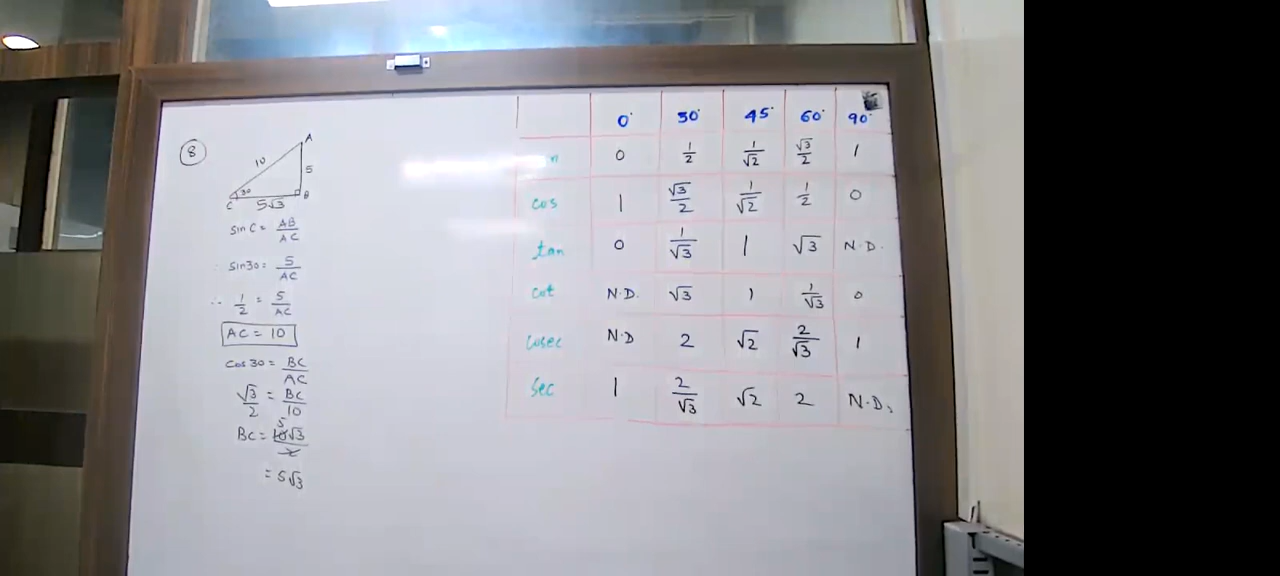 8
A
10
5
30
C
B
5√3
sin C = AB/AC
∴ sin30 = 5/AC
∴ 1/2 = 5/AC
AC = 10
cos 30 = BC/AC
√3/2 = BC/10
BC = 10√3/2
5
= 5√3
0° 30° 45° 60° 90°
n 0 1/2 1/√2 √3/2 1
cos 1 √3/2 1/√2 1/2 0
tan 0 1/√3 1 √3 N.D.
cot N.D. √3 1 1/√3 0
cosec N.D 2 √2 2/√3 1
sec 1 2/√3 √2 2 N.D.